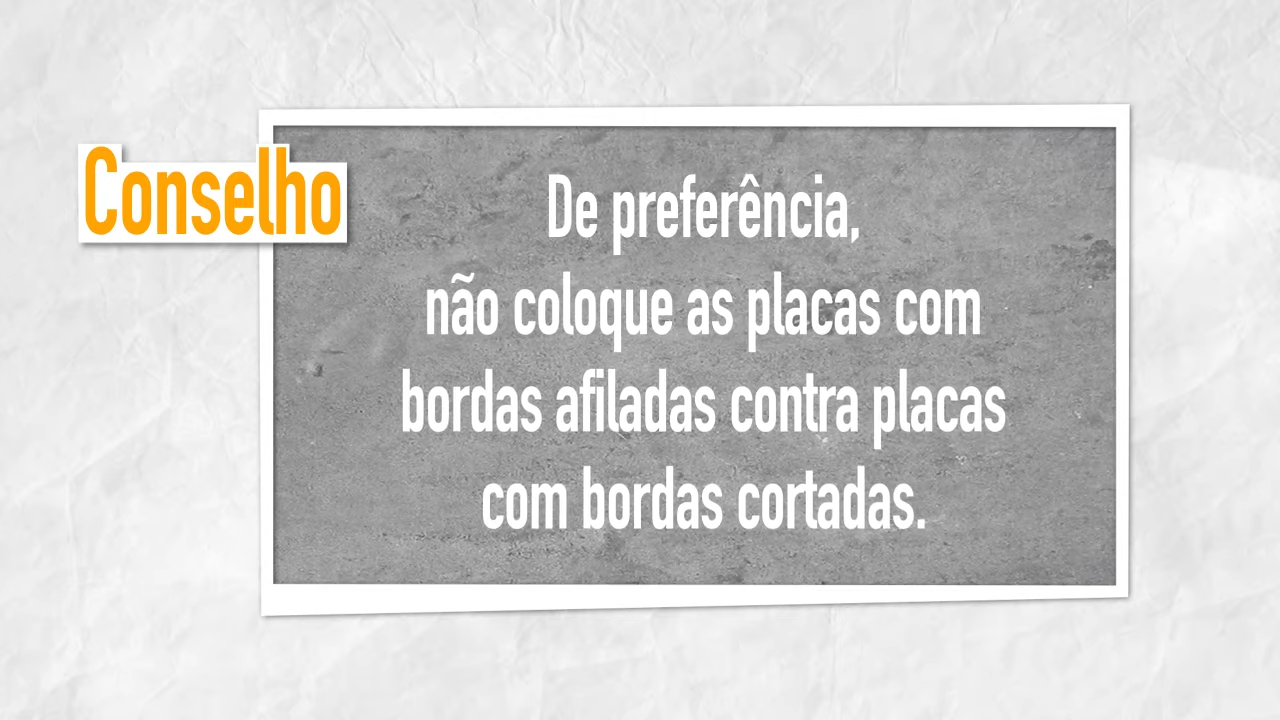 Conselho
De preferência,
não coloque as placas com
bordas afiladas contra placas
com bordas cortadas.